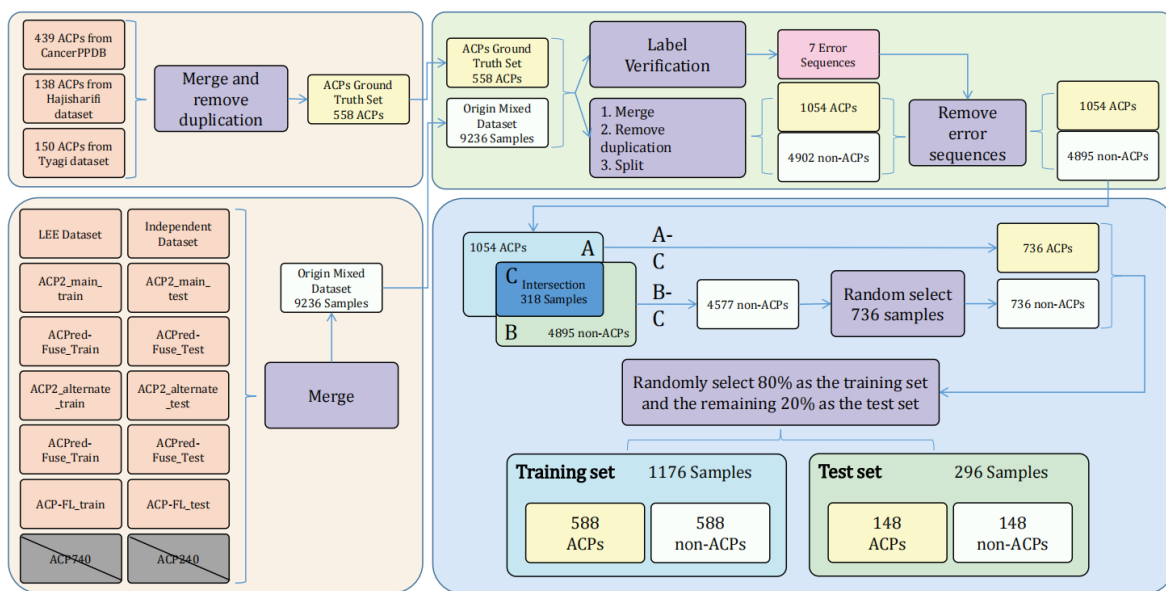 439 ACPs from
CancerPPDB
138 ACPs from
Hajisharifi
dataset
150 ACPs from
Tyagi dataset
Merge and
remove
duplication
ACPs Ground
Truth Set
558 ACPs
ACPs Ground
Truth Set
558 ACPs
Origin Mixed
Dataset
9236 Samples
Label
Verification
7 Error
Sequences
1. Merge
2. Remove
duplication
3. Split
1054 ACPs
4902 non-ACPs
Remove
error
sequences
1054 ACPs
4895 non-ACPs
LEE Dataset
Independent
Dataset
ACP2_main_
train
ACP2_main_
test
ACPred-
Fuse_Train
ACPred-
Fuse_Test
ACP2_alternate
_train
ACP2_alternate
_test
ACPred-
Fuse_Train
ACPred-
Fuse_Test
ACP-FL_train
ACP-FL_test
ACP740
ACP240
Origin Mixed
Dataset
9236 Samples
Merge
1054 ACPs
A
C
Intersection
318 Samples
B
4895 non-ACPs
A-
C
B-
C
4577 non-ACPs
Random select
736 samples
736 ACPs
736 non-ACPs
Randomly select 80% as the training set
and the remaining 20% as the test set
Training set
1176 Samples
588
ACPs
588
non-ACPs
Test set
296 Samples
148
ACPs
148
non-ACPs